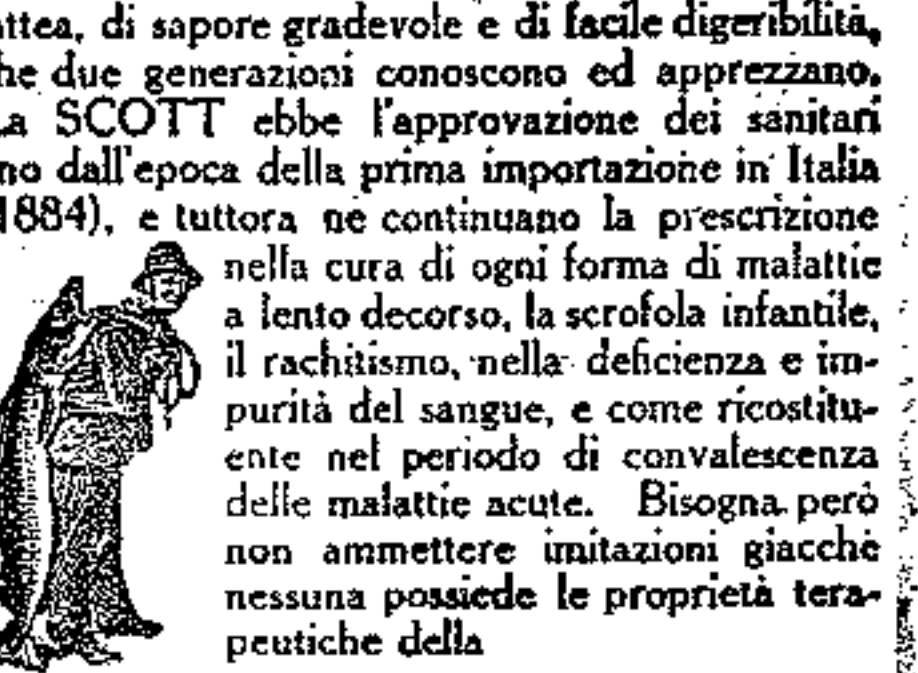 ttea, di sapore gradevole e di facile digeribilità,
he due generazioni conoscono ed apprezzano.
La SCOTT ebbe l'approvazione dei sanitari
no dall'epoca della prima importazione in Italia
1884), e tuttora ne continuano la prescrizione
nella cura di ogni forma di malattie
a lento decorso, la scrofola infantile,
il rachitismo, nella deficienza e im-
purità del sangue, e come ricostitu-
ente nel periodo di convalescenza
delle malattie acute. Bisogna però
non ammettere imitazioni giacchè
nessuna possiede le proprietà tera-
peutiche della